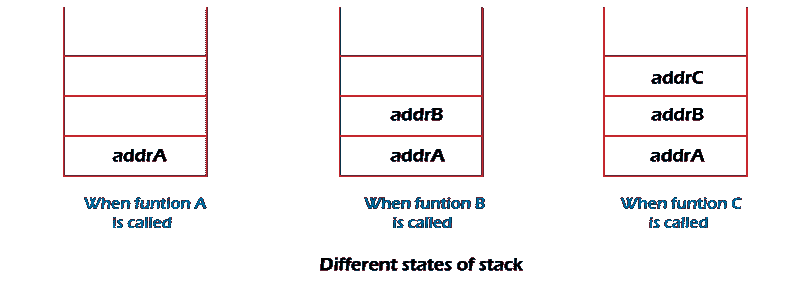 addrC
addrB
addrB
addrA
addrA
addrA
When funtion A
is called
When funtion B
is called
When funtion C
is called
Different states of stack